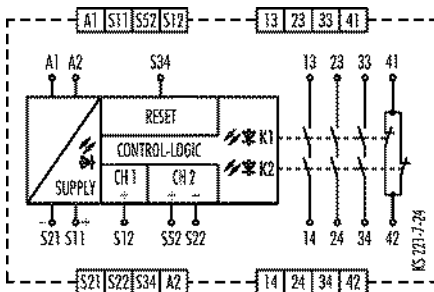 A1 S11 S52 S12 13 23 33 41
A1 A2 S34 13 23 33 41
RESET
CONTROL-LOGIC
K1
K2
SUPPLY
CH 1 CH 2
- + + + -
S21 S11 S12 S52 S22 14 24 34 42
KS 221-7-24
S21 S22 S34 A2 14 24 34 42